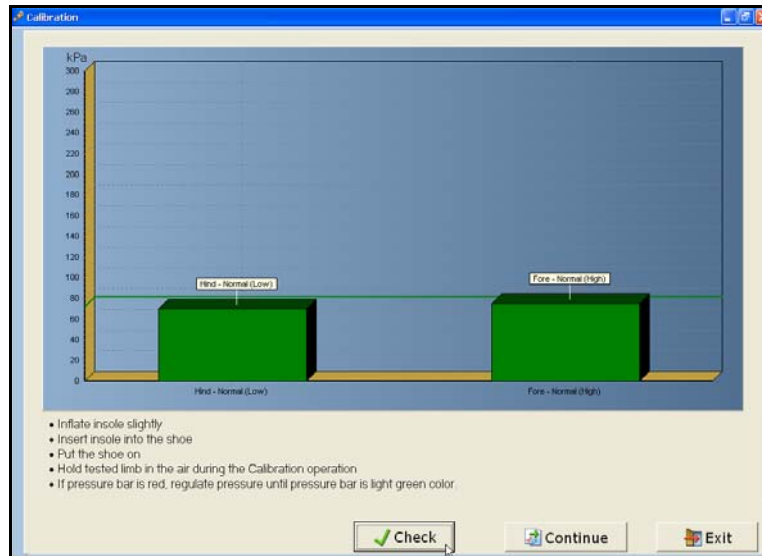 Calibration
kPa
300
280
260
240
220
200
180
160
140
120
100
80
60
40
20
0
Hind - Normal (Low)
Fore - Normal (High)
Hind - Normal (Low)
Fore - Normal (High)
• Inflate insole slightly
• Insert insole into the shoe
• Put the shoe on
• Hold tested limb in the air during the Calibration operation
• If pressure bar is red, regulate pressure until pressure bar is light green color.
Check
Continue
Exit